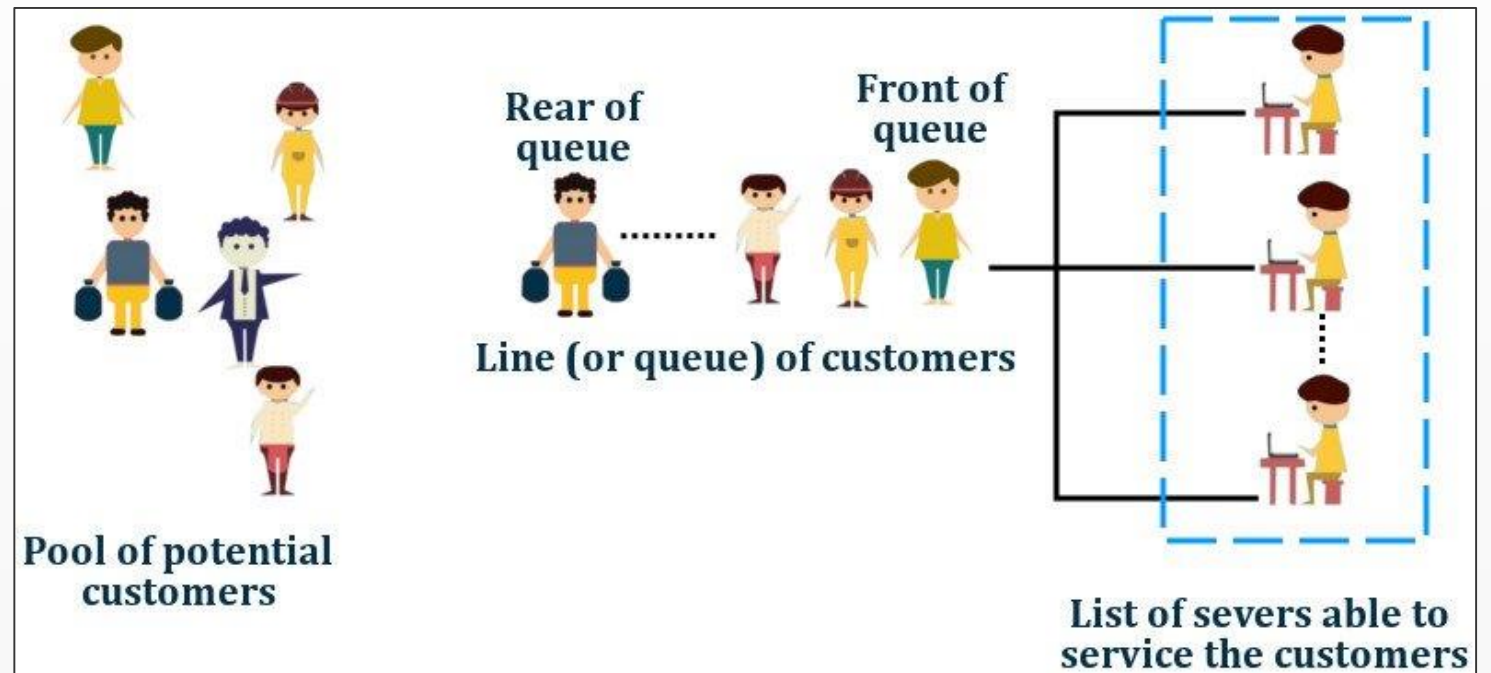 Rear of
queue
Front of
queue
Line (or queue) of customers
Pool of potential
customers
List of severs able to
service the customers